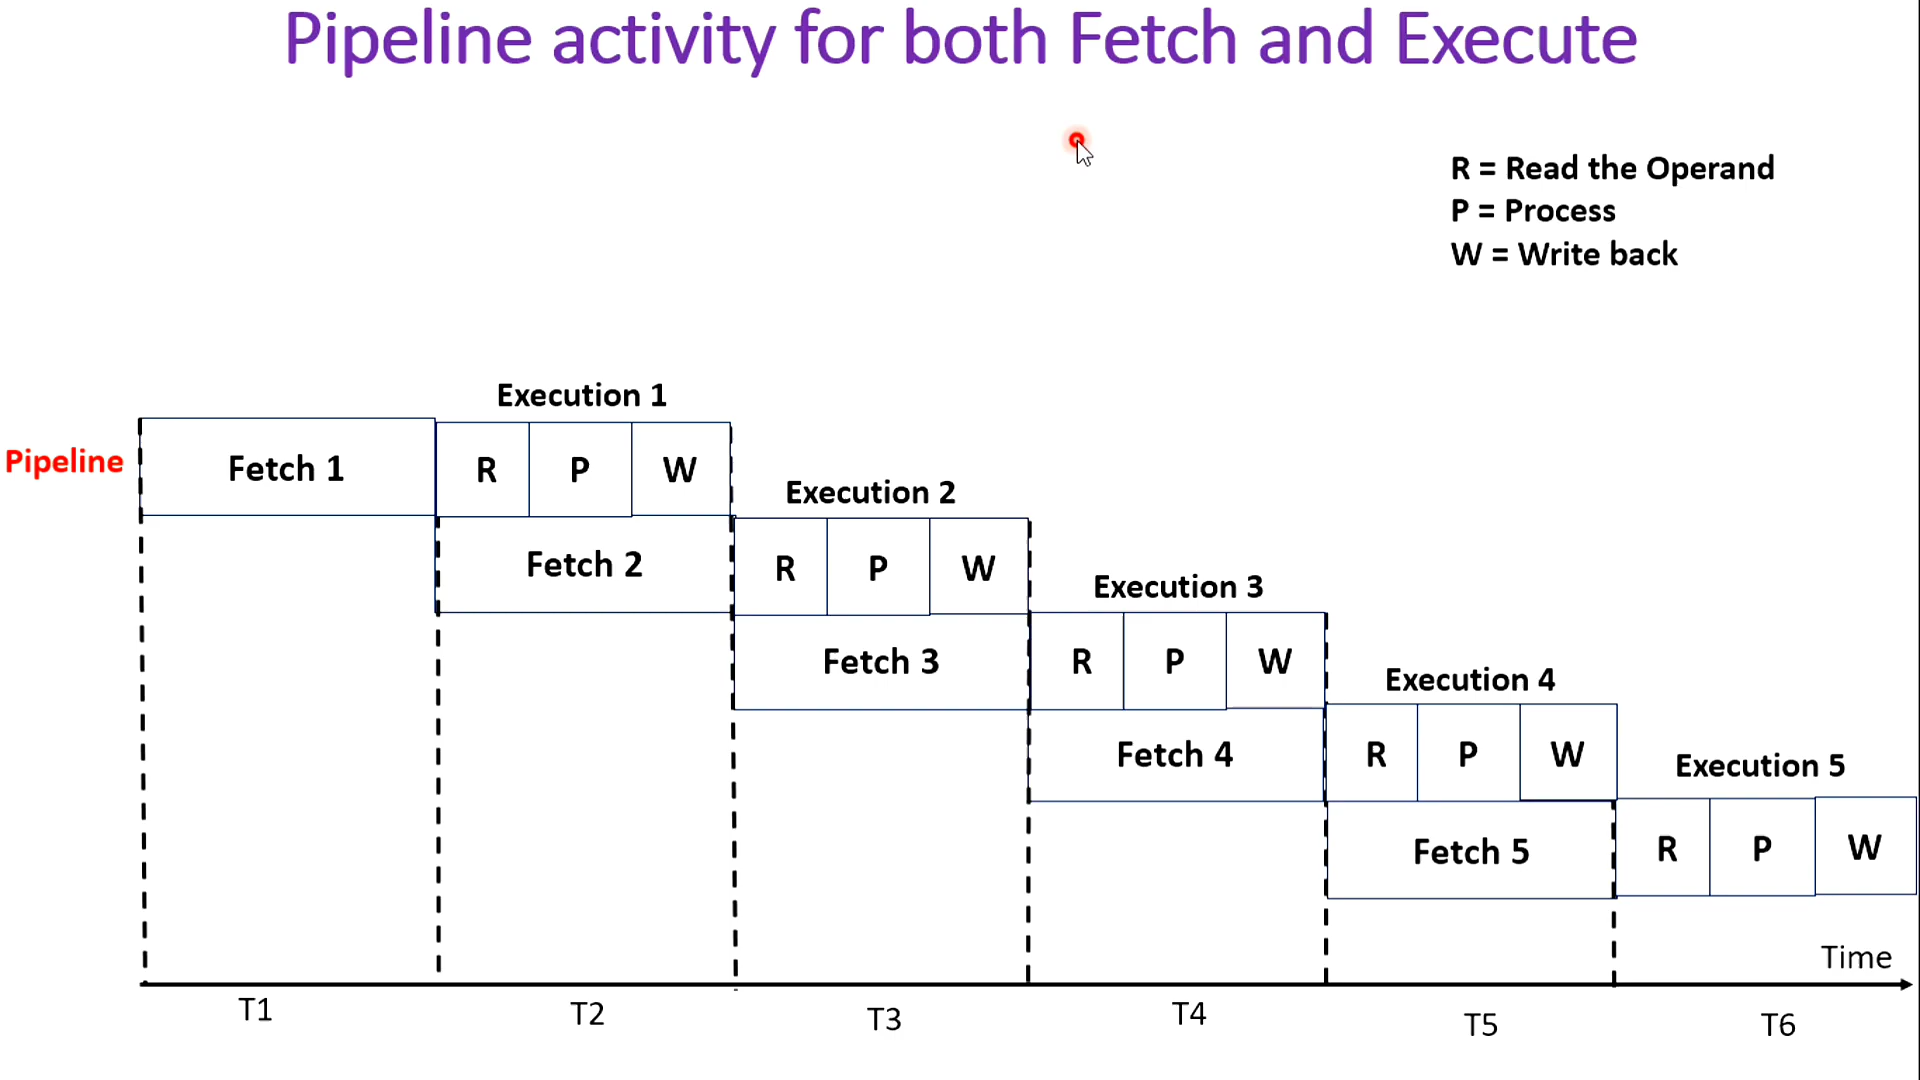 Pipeline activity for both Fetch and Execute
R = Read the Operand
P = Process
W = Write back
Execution 1
Pipeline
Fetch 1
R P W
Execution 2
Fetch 2
R P W
Execution 3
Fetch 3
R P W
Execution 4
Fetch 4
R P W
Execution 5
Fetch 5
R P W
Time
T1 T2 T3 T4 T5 T6